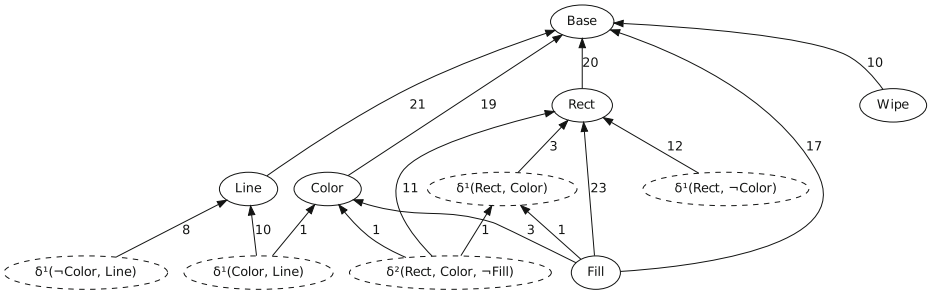 Base
10
20
Rect
Wipe
21
19
3
12
17
Line
Color
δ¹(Rect, Color)
11
23
δ¹(Rect, ¬Color)
8
10
1
1
1
3
1
δ¹(¬Color, Line)
δ¹(Color, Line)
δ²(Rect, Color, ¬Fill)
Fill